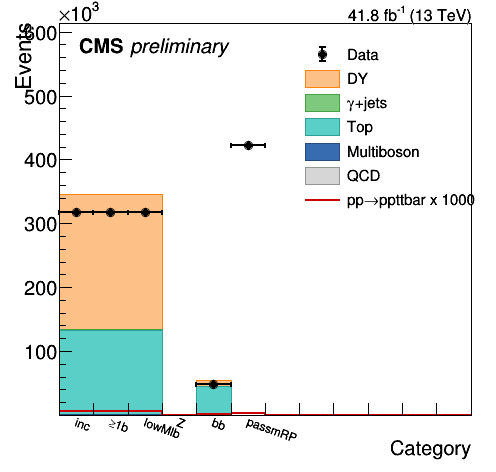 ×10³
41.8 fb⁻¹ (13 TeV)
Events
CMS preliminary
600
500
400
300
200
100
Data
DY
γ+jets
Top
Multiboson
QCD
pp→ppttbar x 1000
inc
≥1b
lowMlb
Z
bb
passmRP
Category